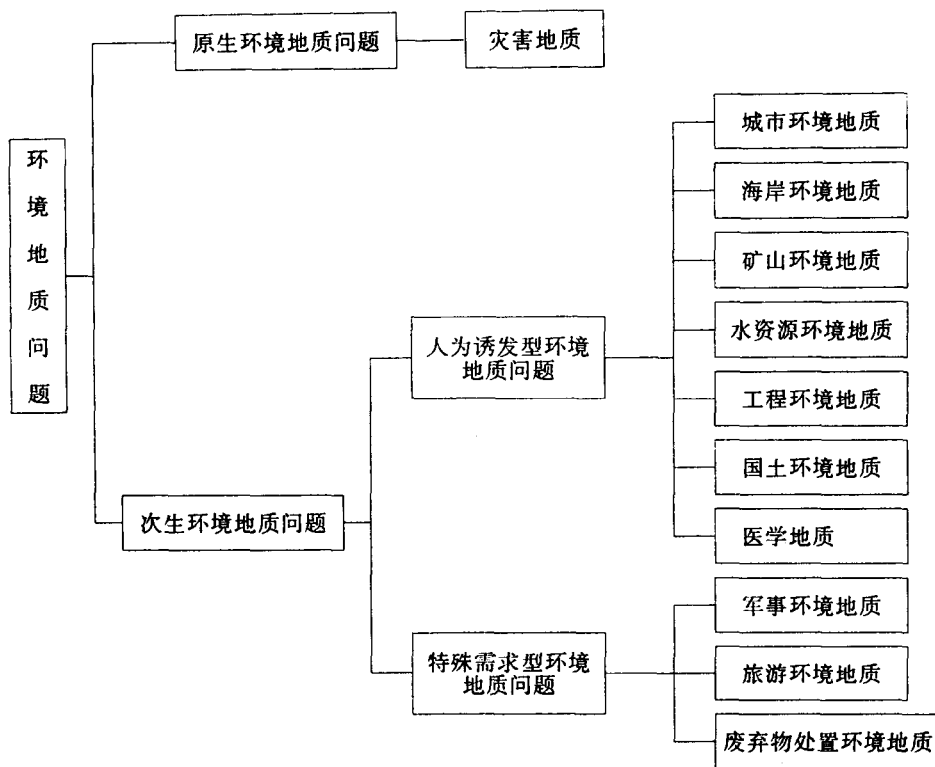 原生环境地质问题
灾害地质
环境地质问题
城市环境地质
海岸环境地质
矿山环境地质
水资源环境地质
工程环境地质
国土环境地质
医学地质
人为诱发型环境
地质问题
次生环境地质问题
特殊需求型环境
地质问题
军事环境地质
旅游环境地质
废弃物处置环境地质